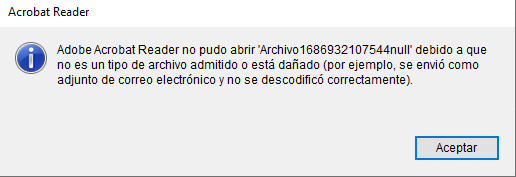 Acrobat Reader
Adobe Acrobat Reader no pudo abrir 'Archivo1686932107544null' debido a que
no es un tipo de archivo admitido o está dañado (por ejemplo, se envió como
adjunto de correo electrónico y no se descodificó correctamente).
Aceptar